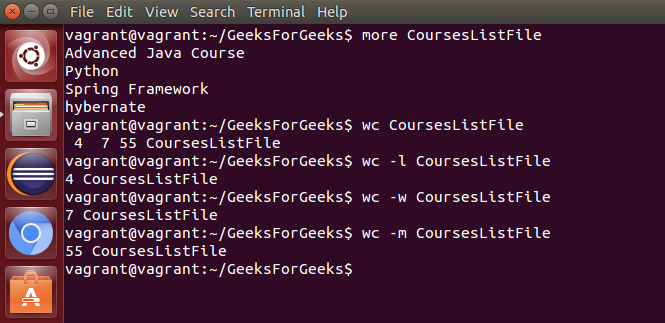 File Edit View Search Terminal Help
vagrant@vagrant:~/GeeksForGeeks$ more CoursesListFile
Advanced Java Course
Python
Spring Framework
hybernate
vagrant@vagrant:~/GeeksForGeeks$ wc CoursesListFile
 4  7 55 CoursesListFile
vagrant@vagrant:~/GeeksForGeeks$ wc -l CoursesListFile
4 CoursesListFile
vagrant@vagrant:~/GeeksForGeeks$ wc -w CoursesListFile
7 CoursesListFile
vagrant@vagrant:~/GeeksForGeeks$ wc -m CoursesListFile
55 CoursesListFile
vagrant@vagrant:~/GeeksForGeeks$